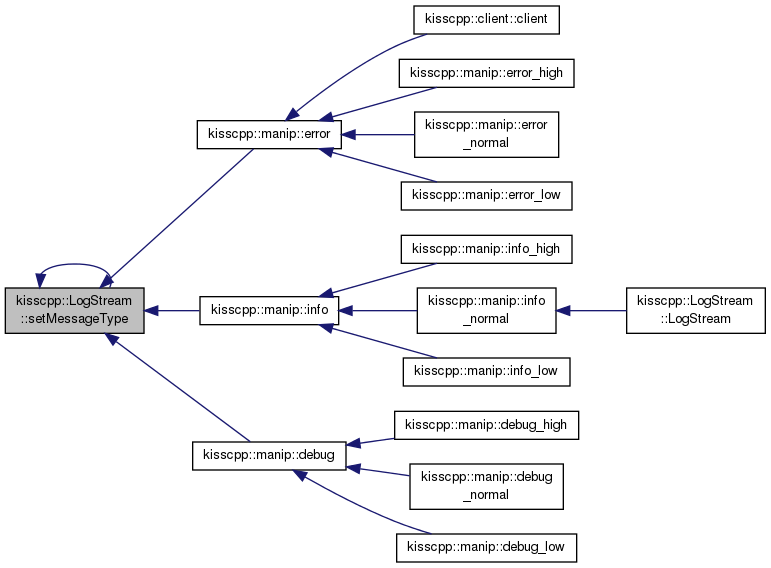 kisscpp::client::client
kisscpp::manip::error_high
kisscpp::manip::error
_normal
kisscpp::manip::error
kisscpp::manip::error_low
kisscpp::manip::info_high
kisscpp::LogStream
::setMessageType
kisscpp::manip::info
kisscpp::manip::info
_normal
kisscpp::LogStream
::LogStream
kisscpp::manip::info_low
kisscpp::manip::debug_high
kisscpp::manip::debug
kisscpp::manip::debug
_normal
kisscpp::manip::debug_low